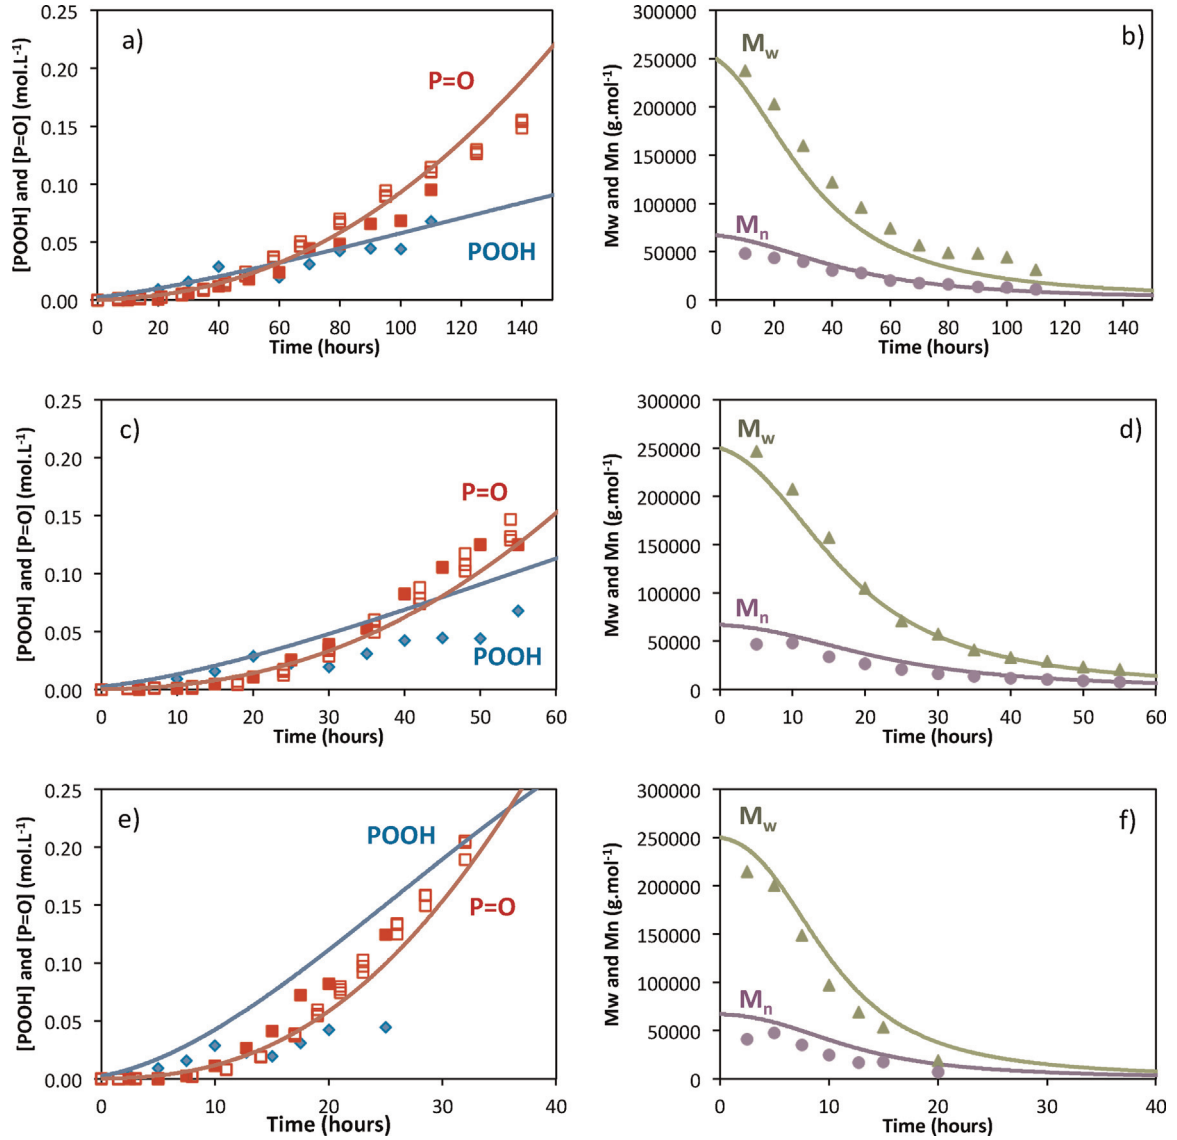 a)
[POOH] and [P=O] (mol.L⁻¹)
0.25
0.20
0.15
0.10
0.05
0.00
P=O
POOH
0 20 40 60 80 100 120 140
Time (hours)
b)
Mw and Mn (g.mol⁻¹)
300000
250000
200000
150000
100000
50000
0
Mw
Mn
0 20 40 60 80 100 120 140
Time (hours)
c)
[POOH] and [P=O] (mol.L⁻¹)
0.25
0.20
0.15
0.10
0.05
0.00
P=O
POOH
0 10 20 30 40 50 60
Time (hours)
d)
Mw and Mn (g.mol⁻¹)
300000
250000
200000
150000
100000
50000
0
Mw
Mn
0 10 20 30 40 50 60
Time (hours)
e)
[POOH] and [P=O] (mol.L⁻¹)
0.25
0.20
0.15
0.10
0.05
0.00
POOH
P=O
0 10 20 30 40
Time (hours)
f)
Mw and Mn (g.mol⁻¹)
300000
250000
200000
150000
100000
50000
0
Mw
Mn
0 10 20 30 40
Time (hours)